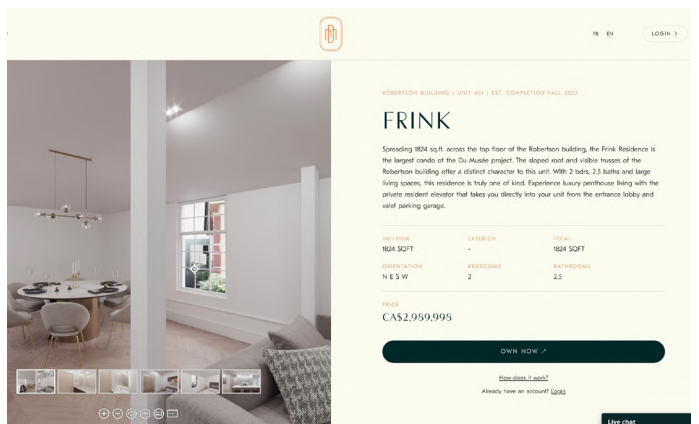 FR EN LOGIN >
ROBERTSON BUILDING | UNIT 401 | EST. COMPLETION FALL 2022
FRINK
Spreading 1824 sq.ft. across the top floor of the Robertson building, the Frink Residence is
the largest condo of the Du Musée project. The sloped roof and visible trusses of the
Robertson building offer a distinct character to this unit. With 2 bdrs, 2.5 baths and large
living spaces, this residence is truly one of kind. Experience luxury penthouse living with the
private resident elevator that takes you directly into your unit from the entrance lobby and
valet parking garage.
INTERIOR EXTERIOR TOTAL
1824 SQFT - 1824 SQFT
ORIENTATION BEDROOMS BATHROOMS
N E S W 2 2.5
PRICE
CA$2,989,998
OWN NOW ↗
How does it work?
Already have an account? Login
Live chat